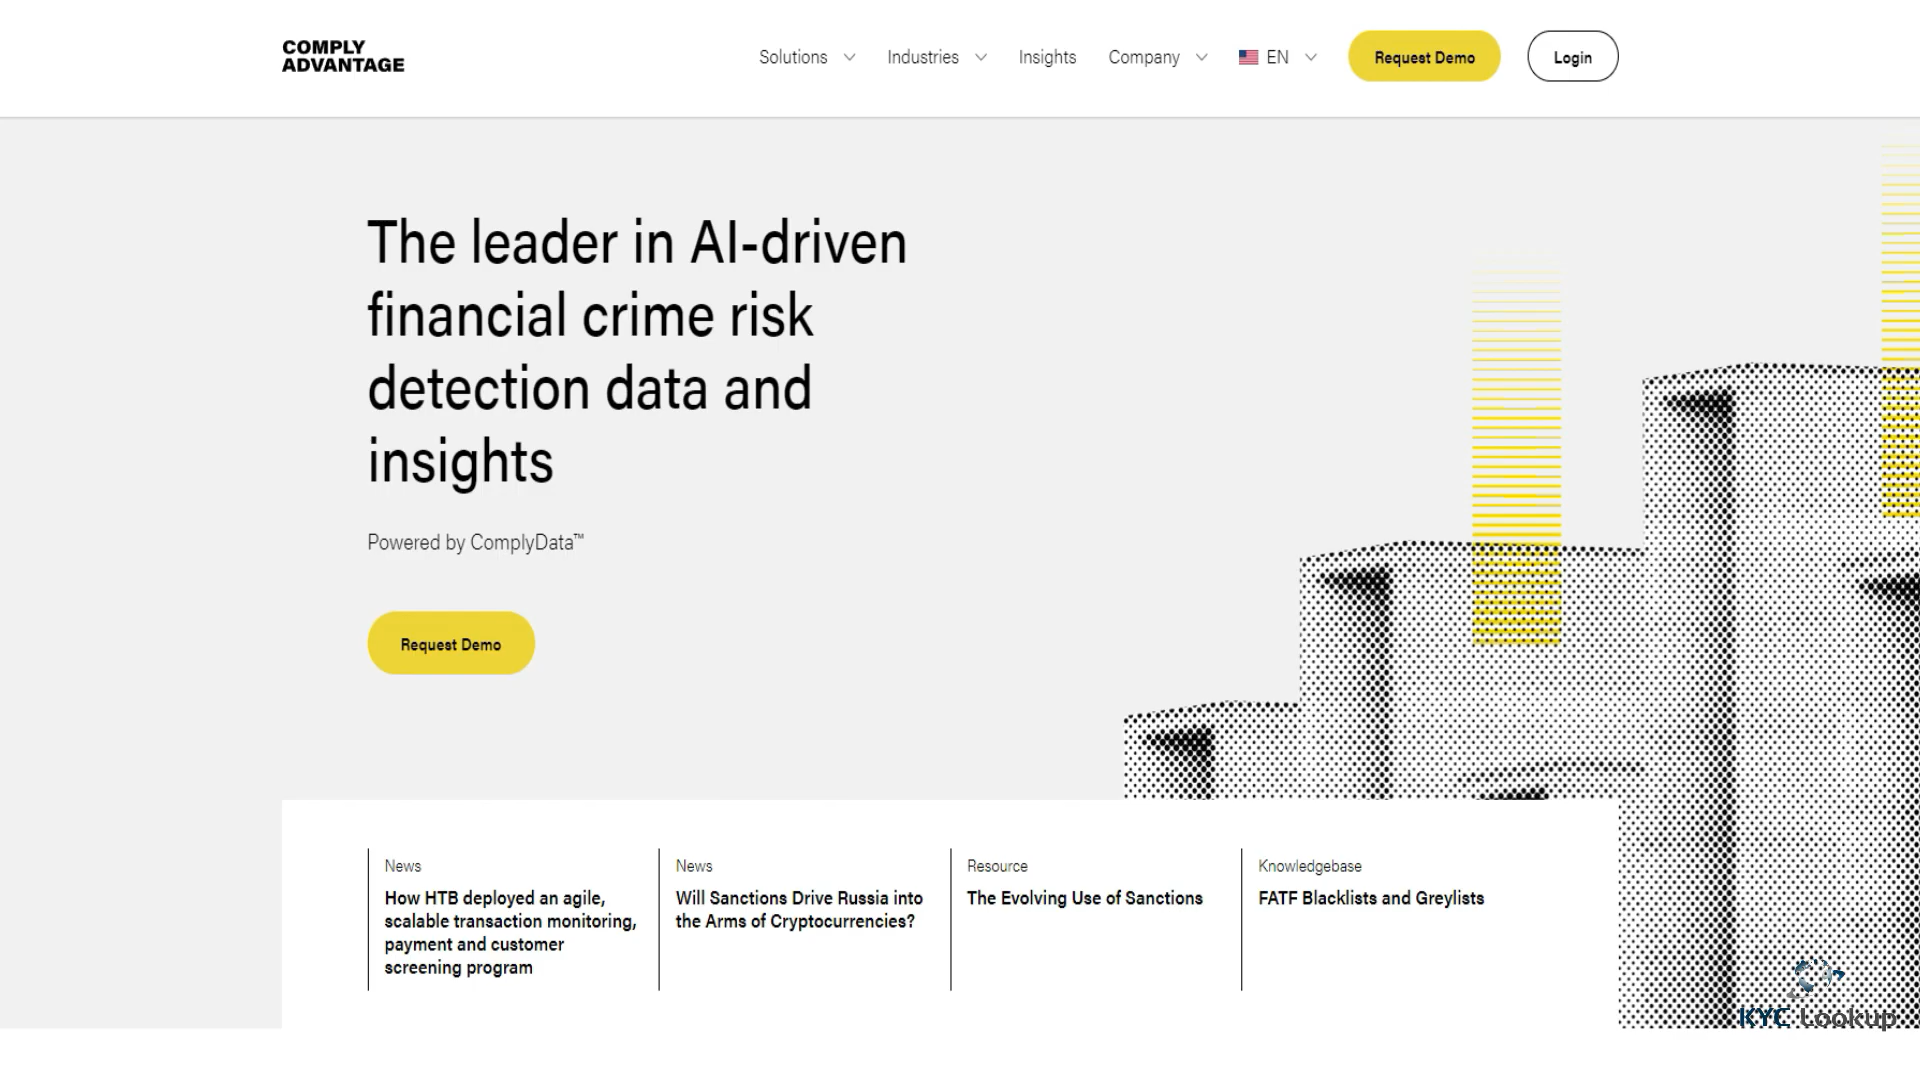 COMPLY
ADVANTAGE
Solutions
Industries
Insights
Company
EN
Request Demo
Login
The leader in AI-driven
financial crime risk
detection data and
insights
Powered by ComplyData™
Request Demo
News
How HTB deployed an agile,
scalable transaction monitoring,
payment and customer
screening program
News
Will Sanctions Drive Russia into
the Arms of Cryptocurrencies?
Resource
The Evolving Use of Sanctions
Knowledgebase
FATF Blacklists and Greylists
KYC Lookup